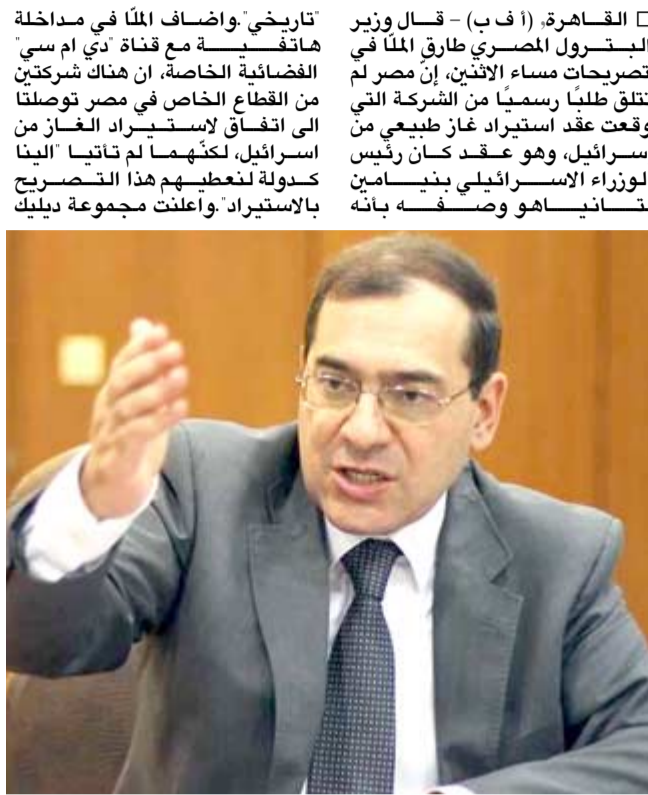 □ القاهرة، (أ ف ب) – قال وزير
البترول المصري طارق الملّا في
تصريحات مساء الاثنين، إنّ مصر لم
تتلق طلبًا رسميًا من الشركة التي
وقعت عقد استيراد غاز طبيعي من
اسرائيل، وهو عقد كان رئيس
الوزراء الاسرائيلي بنيامين
نتانياهو وصفه بأنه
"تاريخي".واضاف الملّا في مداخلة
هاتفية مع قناة "دي ام سي"
الفضائية الخاصة، ان هناك شركتين
من القطاع الخاص في مصر توصلتا
الى اتفاق لاستيراد الغاز من
اسرائيل، لكنّهما لم تأتيا "الينا
كدولة لنعطيهم هذا التصريح
بالاستيراد".واعلنت مجموعة ديليك